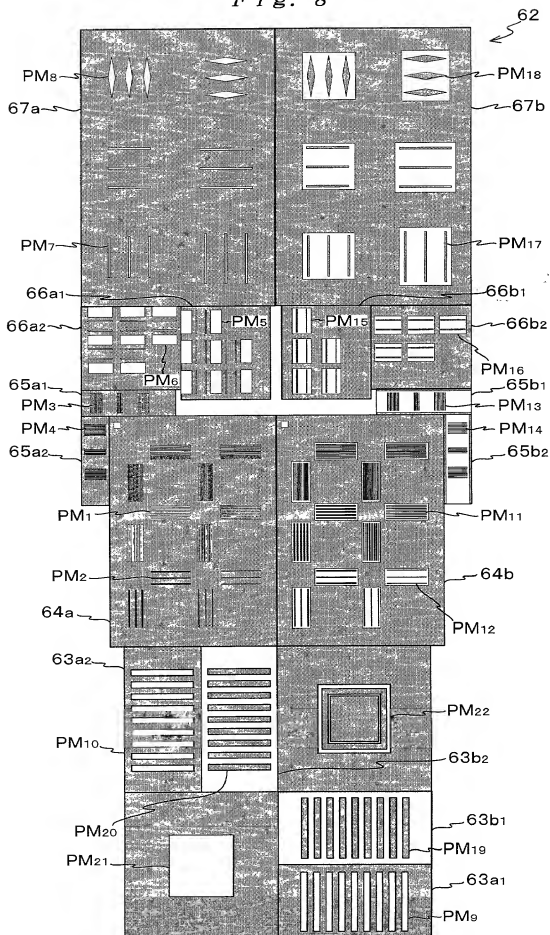 Fig. 8
62
PM8
PM18
67a
67b
PM7
PM17
66a1
66b1
66a2
PM5
PM15
66b2
PM6
PM16
65a1
65b1
PM3
PM13
PM4
PM14
65a2
65b2
PM1
PM11
PM2
64a
64b
PM12
63a2
PM22
PM10
63b2
PM20
PM21
63b1
PM19
63a1
PM9